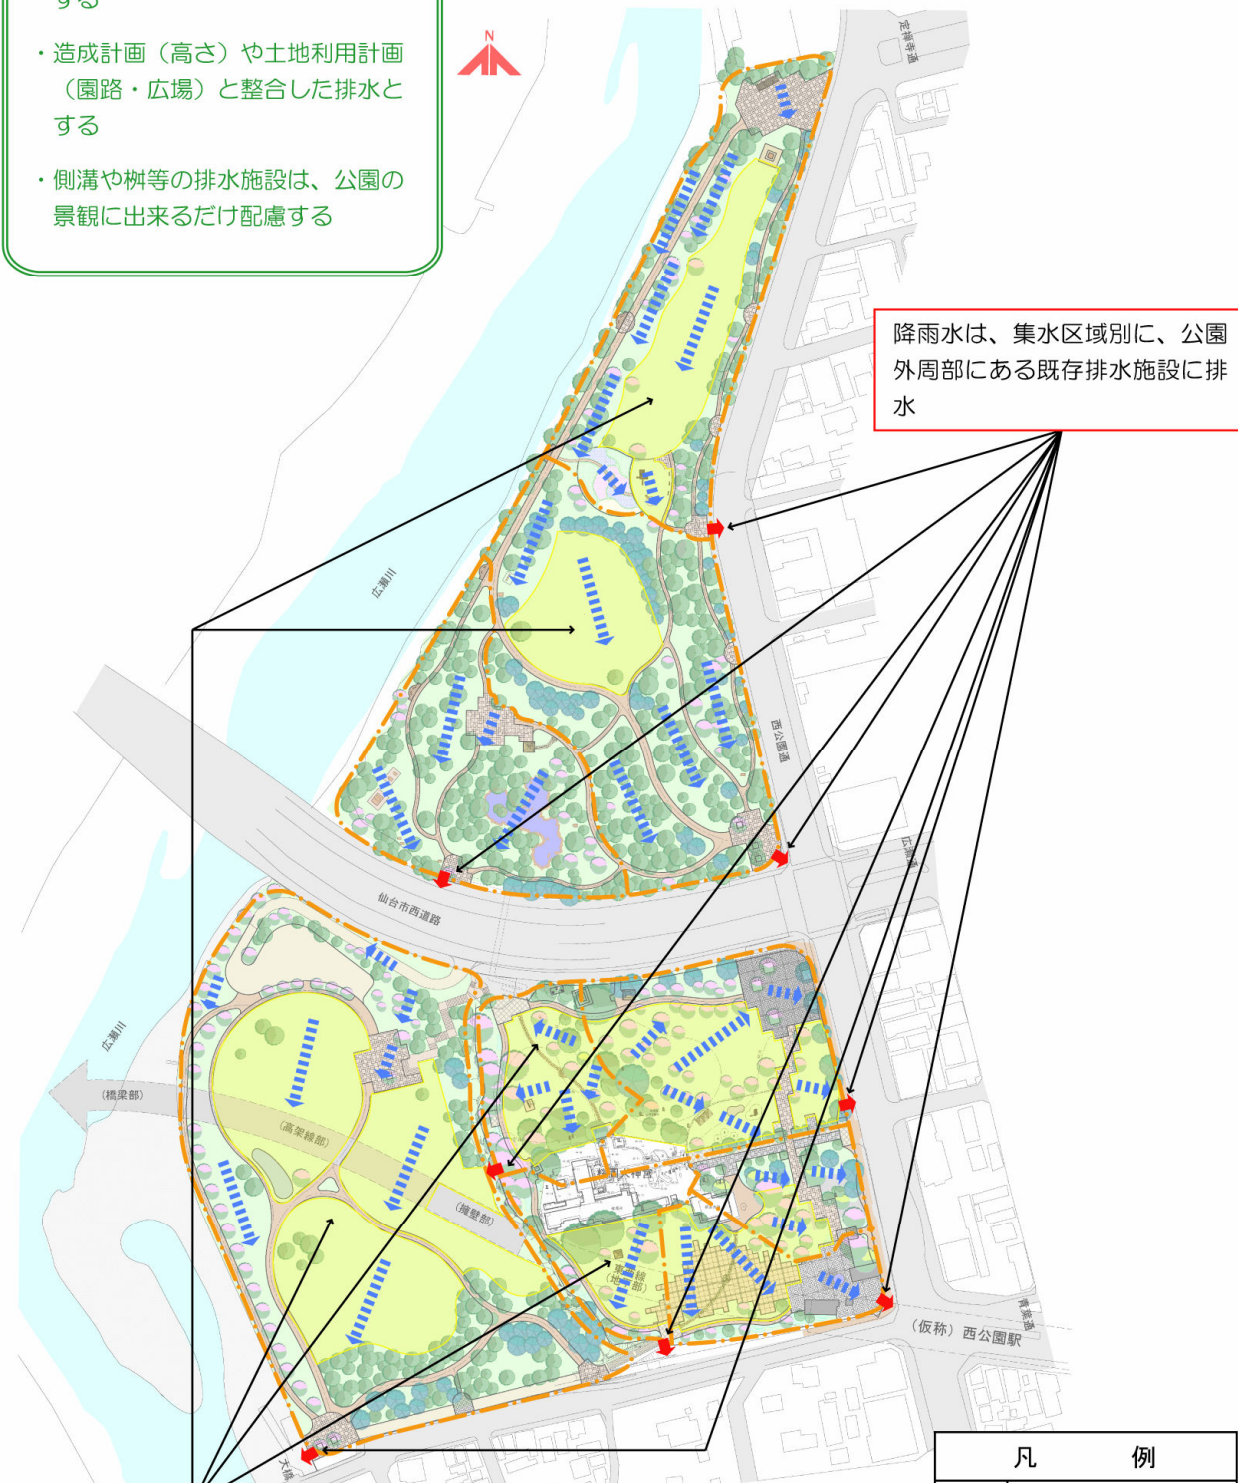 する
・造成計画（高さ）や土地利用計画
（園路・広場）と整合した排水と
する
・側溝や桝等の排水施設は、公園の
景観に出来るだけ配慮する
N
定禅寺通
降雨水は、集水区域別に、公園
外周部にある既存排水施設に排
水
広瀬川
西公園通
広瀬通
仙台市西道路
広瀬川
（橋梁部）
（高架線部）
（擁壁部）
（仮称）西公園駅
青葉通
大橋
凡　例